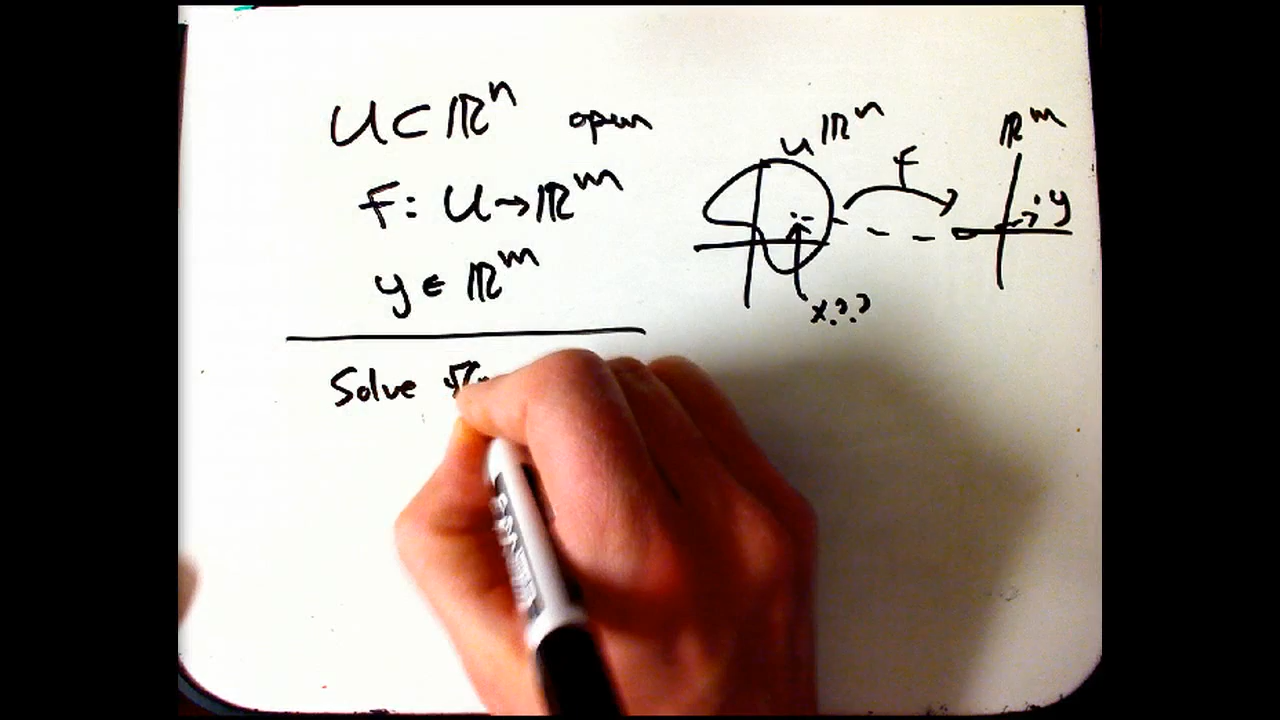 U ⊂ ℝⁿ open
F: U → ℝᵐ
y ∈ ℝᵐ
Solve
U ℝⁿ
F
ℝᵐ
y
x??